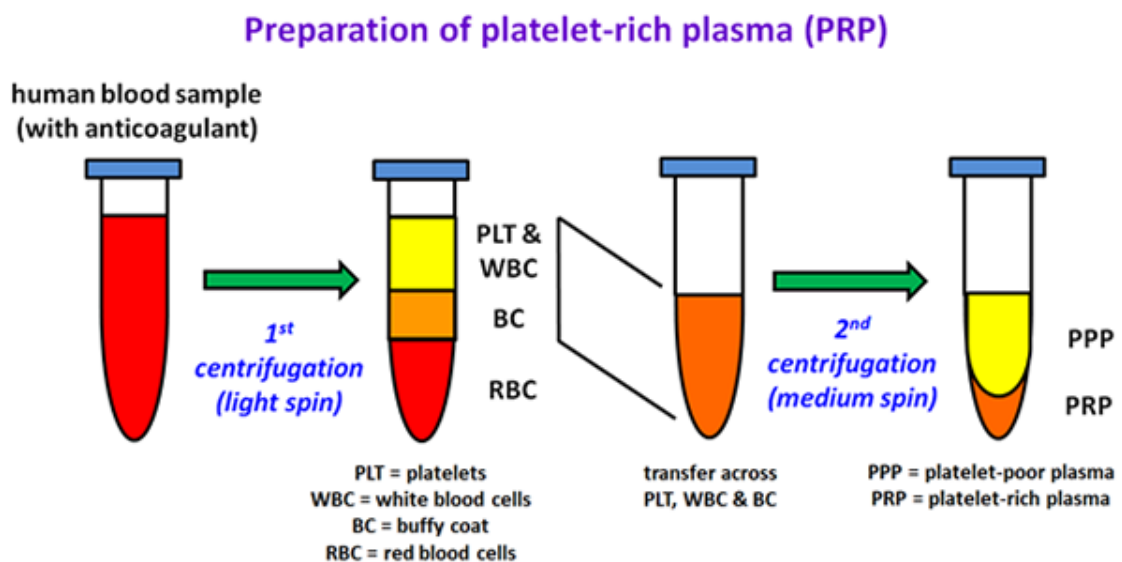 Preparation of platelet-rich plasma (PRP)
human blood sample
(with anticoagulant)
1st
centrifugation
(light spin)
PLT &
WBC
BC
RBC
2nd
centrifugation
(medium spin)
PPP
PRP
PLT = platelets
WBC = white blood cells
BC = buffy coat
RBC = red blood cells
transfer across
PLT, WBC & BC
PPP = platelet-poor plasma
PRP = platelet-rich plasma